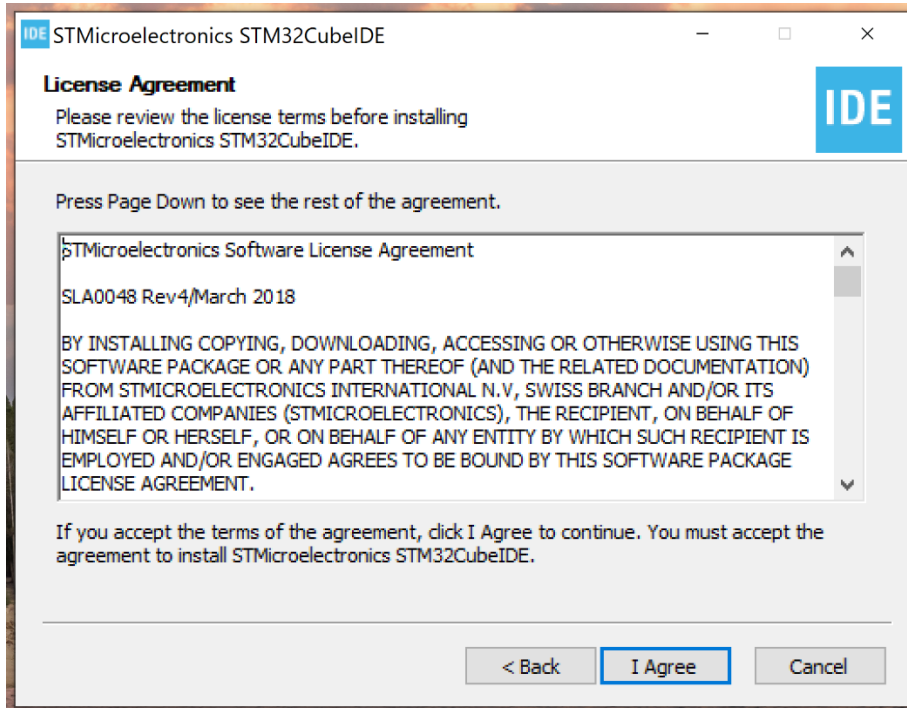 IDE STMicroelectronics STM32CubeIDE
License Agreement
Please review the license terms before installing
STMicroelectronics STM32CubeIDE.
IDE
Press Page Down to see the rest of the agreement.
STMicroelectronics Software License Agreement
SLA0048 Rev4/March 2018
BY INSTALLING COPYING, DOWNLOADING, ACCESSING OR OTHERWISE USING THIS
SOFTWARE PACKAGE OR ANY PART THEREOF (AND THE RELATED DOCUMENTATION)
FROM STMICROELECTRONICS INTERNATIONAL N.V, SWISS BRANCH AND/OR ITS
AFFILIATED COMPANIES (STMICROELECTRONICS), THE RECIPIENT, ON BEHALF OF
HIMSELF OR HERSELF, OR ON BEHALF OF ANY ENTITY BY WHICH SUCH RECIPIENT IS
EMPLOYED AND/OR ENGAGED AGREES TO BE BOUND BY THIS SOFTWARE PACKAGE
LICENSE AGREEMENT.
If you accept the terms of the agreement, click I Agree to continue. You must accept the
agreement to install STMicroelectronics STM32CubeIDE.
< Back I Agree Cancel